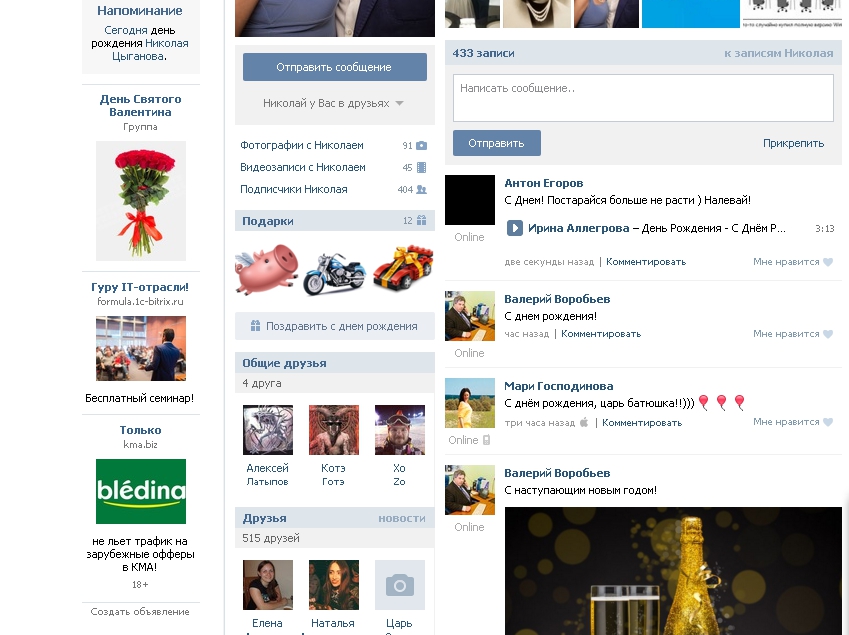 Напоминание
Сегодня день
рождения Николая
Цыганова.
День Святого
Валентина
Группа
Гуру IT-отрасли!
formula.1c-bitrix.ru
Бесплатный семинар!
Только
kma.biz
blédina
не льет трафик на
зарубежные офферы
в КМА!
18+
Создать объявление
Отправить сообщение
Николай у Вас в друзьях
Фотографии с Николаем 91
Видеозаписи с Николаем 45
Подписчики Николая 404
Подарки 12
Поздравить с днем рождения
Общие друзья
4 друга
Алексей
Латыпов
Котэ
Готэ
Хо
Zo
Друзья новости
515 друзей
Елена
Наталья
Царь
433 записи к записям Николая
Написать сообщение..
Отправить Прикрепить
Антон Егоров
С Днем! Постарайся больше не расти ) Налевай!
Ирина Аллегрова – День Рождения - С Днём Р... 3:13
Online
две секунды назад | Комментировать Мне нравится
Валерий Воробьев
С днем рождения!
час назад | Комментировать Мне нравится
Online
Мари Господинова
С днём рождения, царь батюшка!!)))
три часа назад | Комментировать Мне нравится
Online
Валерий Воробьев
С наступающим новым годом!
Online